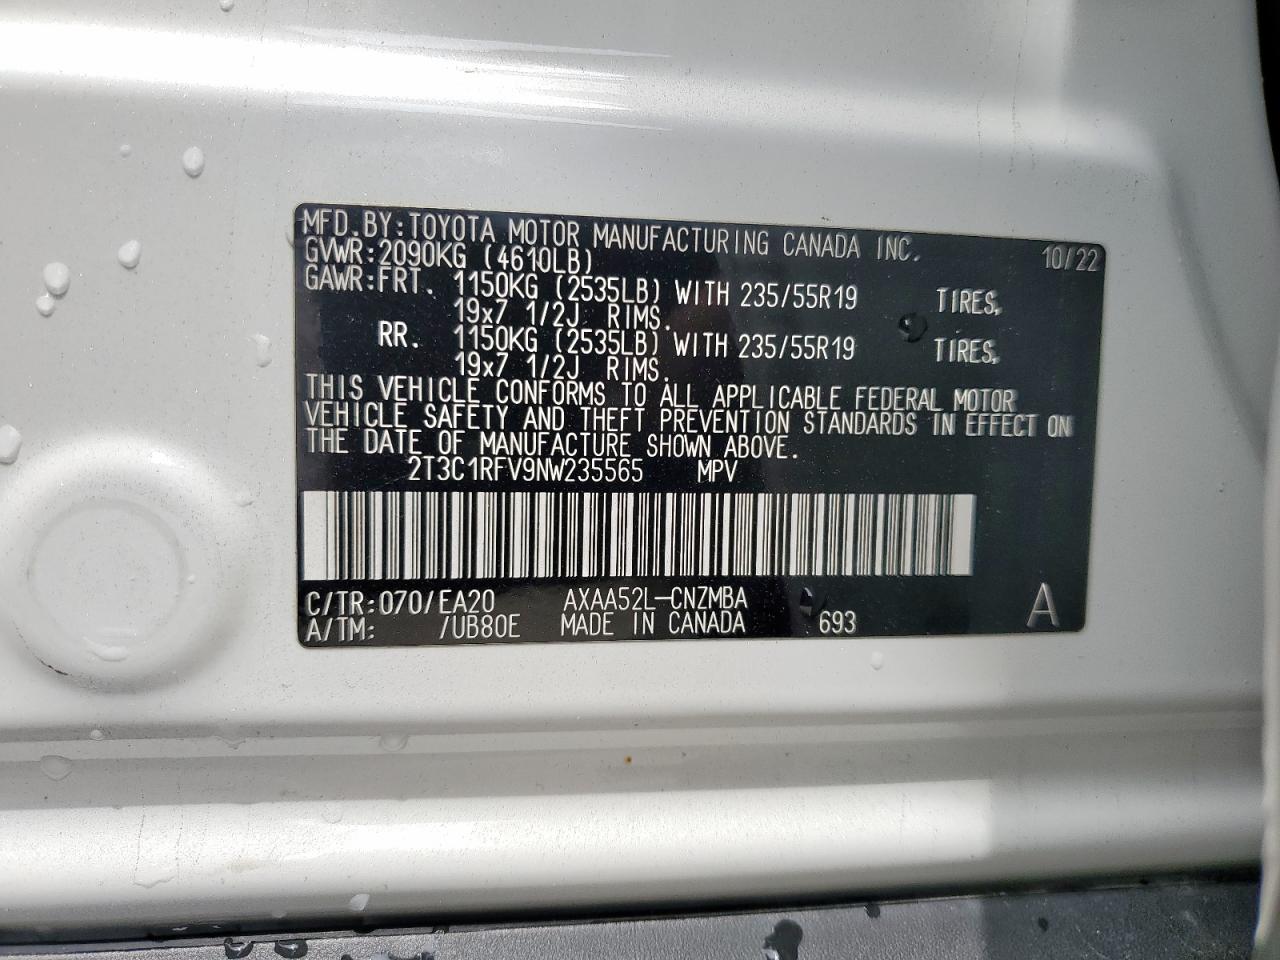 MFD.BY:TOYOTA MOTOR MANUFACTURING CANADA INC. 10/22
GVWR:2090KG (4610LB)
GAWR:FRT. 1150KG (2535LB) WITH 235/55R19 TIRES,
19x7 1/2J RIMS.
RR. 1150KG (2535LB) WITH 235/55R19 TIRES,
19x7 1/2J RIMS.
THIS VEHICLE CONFORMS TO ALL APPLICABLE FEDERAL MOTOR
VEHICLE SAFETY AND THEFT PREVENTION STANDARDS IN EFFECT ON
THE DATE OF MANUFACTURE SHOWN ABOVE.
2T3C1RFV9NW235565 MPV
C/TR:070/EA20 AXAA52L-CNZMBA
A/TM: /UB80E MADE IN CANADA 693 A